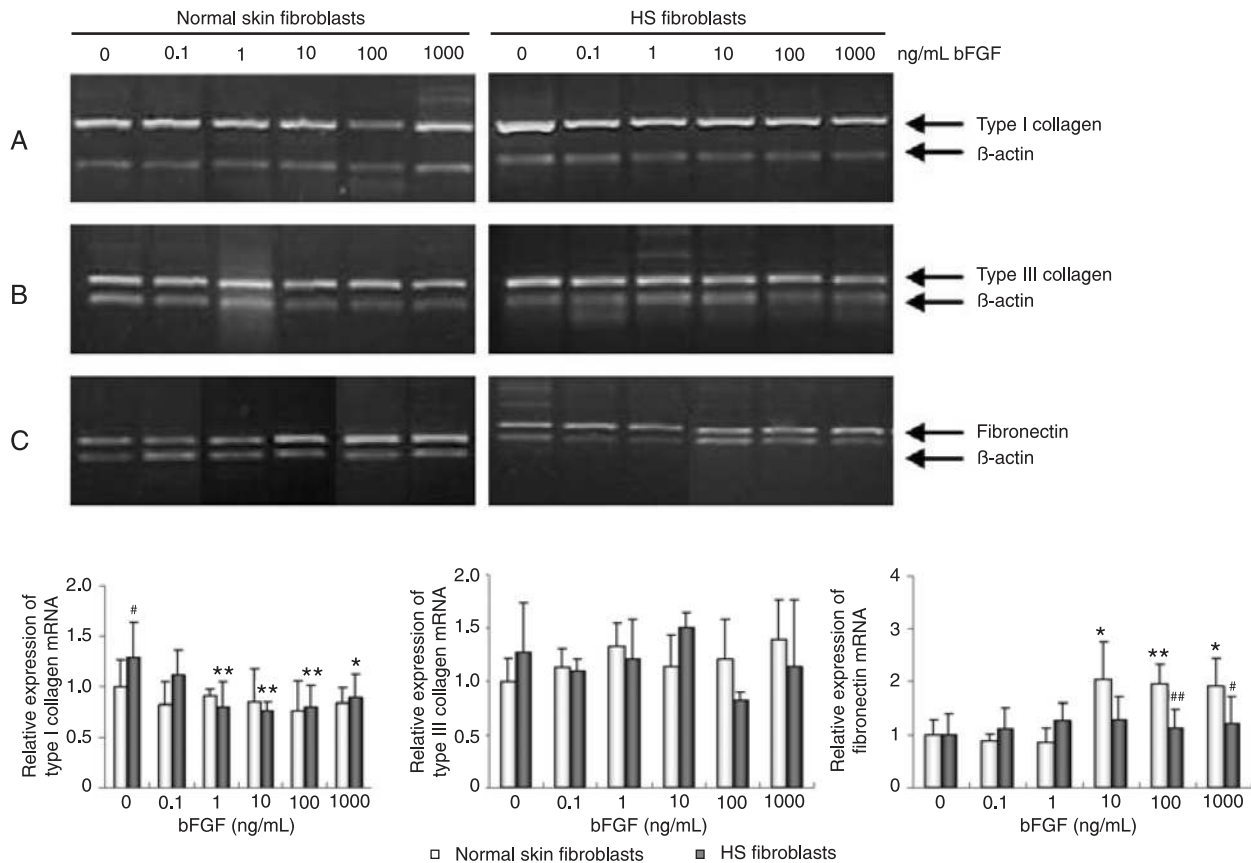 Normal skin fibroblasts HS fibroblasts
0 0.1 1 10 100 1000 0 0.1 1 10 100 1000 ng/mL bFGF
A
Type I collagen
ß-actin
B
Type III collagen
ß-actin
C
Fibronectin
ß-actin
Relative expression of
type I collagen mRNA
2.0
1.5
1.0
0.5
0
#
**
**
**
*
0 0.1 1 10 100 1000
bFGF (ng/mL)
Relative expression of
type III collagen mRNA
2.0
1.5
1.0
0.5
0
0 0.1 1 10 100 1000
bFGF (ng/mL)
Relative expression of
fibronectin mRNA
4
3
2
1
0
*
**
##
*
#
0 0.1 1 10 100 1000
bFGF (ng/mL)
Normal skin fibroblasts HS fibroblasts